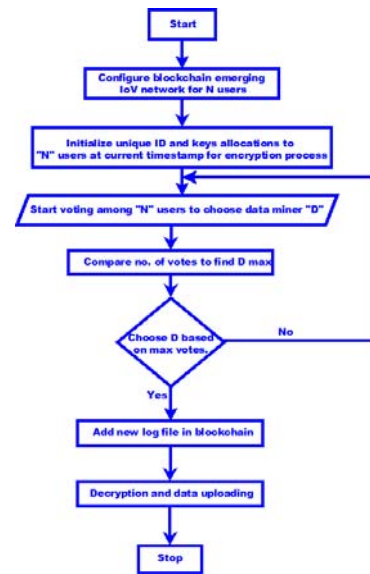 Start
Configure blockchain emerging
IoV network for N users
Initialize unique ID and keys allocations to
"N" users at current timestamp for encryption process
Start voting among "N" users to choose data miner "D"
Compare no. of votes to find D max
Choose D based
on max votes.
No
Yes
Add new log file in blockchain
Decryption and data uploading
Stop